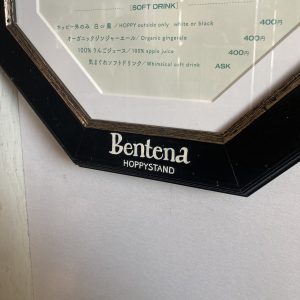 [SOFT DRINK]
ホッピー外のみ 白or黒／HOPPY outside only  white or black 400円
オーガニックジンジャーエール／Organic gingerale 400円
100%りんごジュース／100% apple juice 400円
気まぐれソフトドリンク／Whimsical soft drink ASK
Bentena
HOPPYSTAND